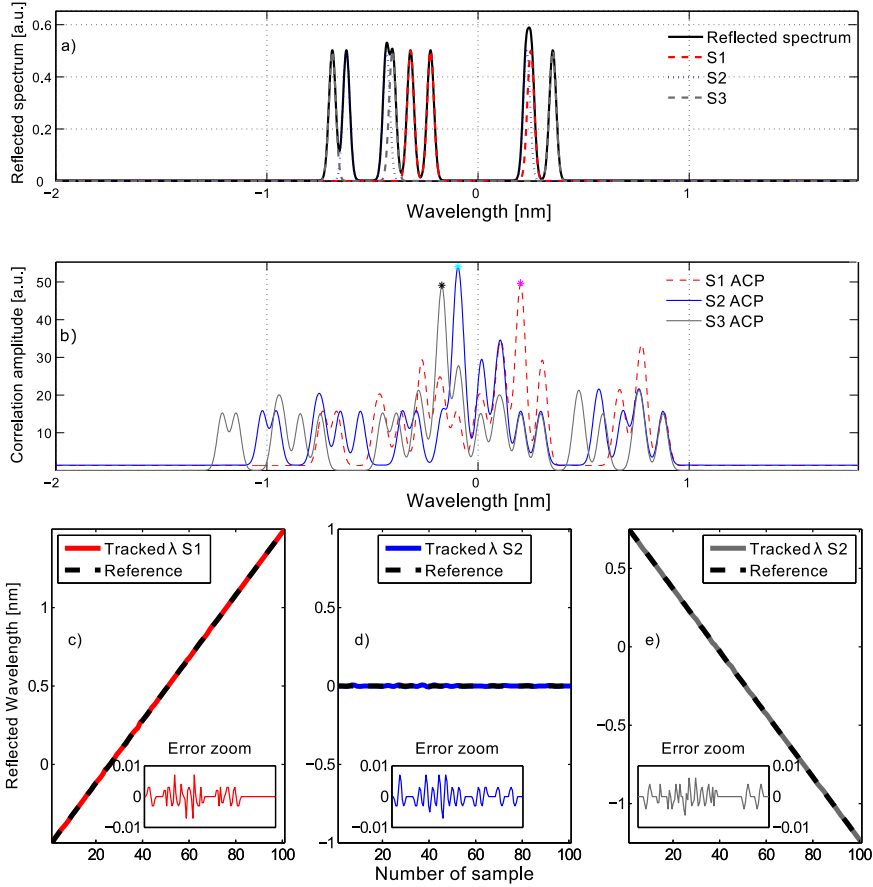 Reflected spectrum [a.u.]
0.6
0.4
0.2
0
a)
Reflected spectrum
S1
S2
S3
−2
−1
0
1
Wavelength [nm]
Correlation amplitude [a.u.]
50
40
30
20
10
b)
S1 ACP
S2 ACP
S3 ACP
−2
−1
0
1
Wavelength [nm]
Reflected Wavelength [nm]
1
0.5
0
Tracked λ S1
Reference
c)
Error zoom
0.01
0
−0.01
20
40
60
80
100
1
0.5
0
−0.5
−1
Tracked λ S2
Reference
d)
Error zoom
0.01
0
−0.01
20
40
60
80
100
Number of sample
0.5
0
−0.5
−1
Tracked λ S2
Reference
e)
Error zoom
0.01
0
−0.01
20
40
60
80
100